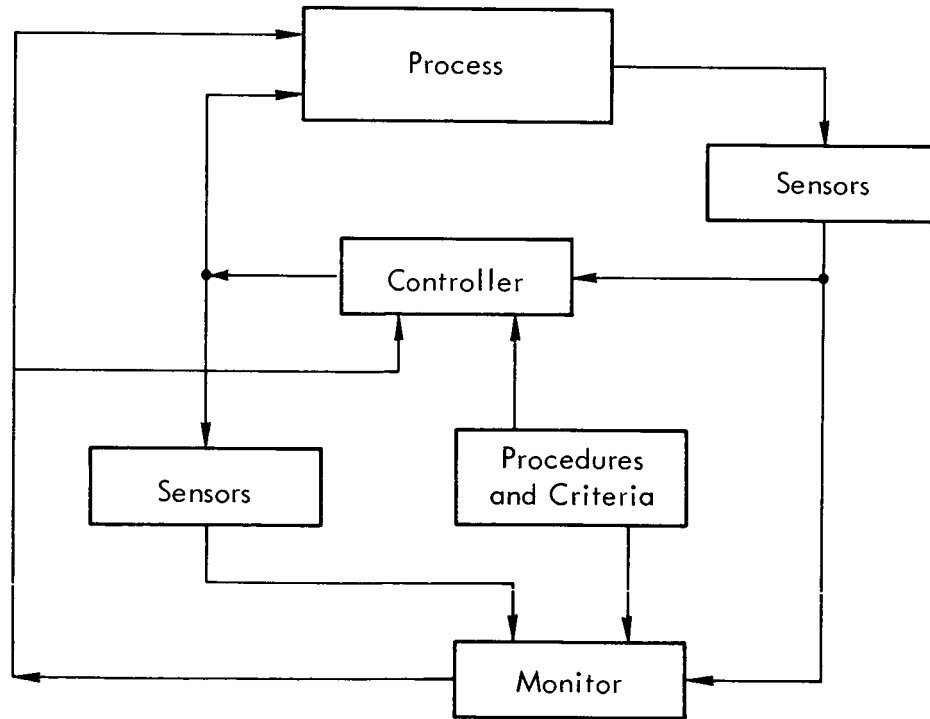 Process
Sensors
Controller
Procedures
and Criteria
Sensors
Monitor